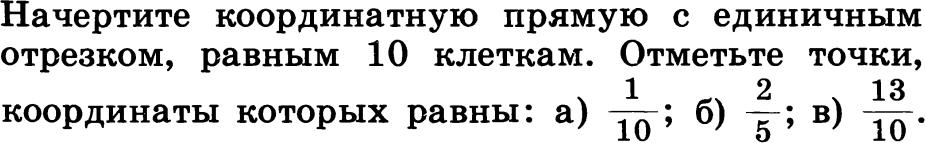 Начертите координатную прямую с единичным
отрезком, равным 10 клеткам. Отметьте точки,
координаты которых равны: а) 1/10; б) 2/5; в) 13/10.